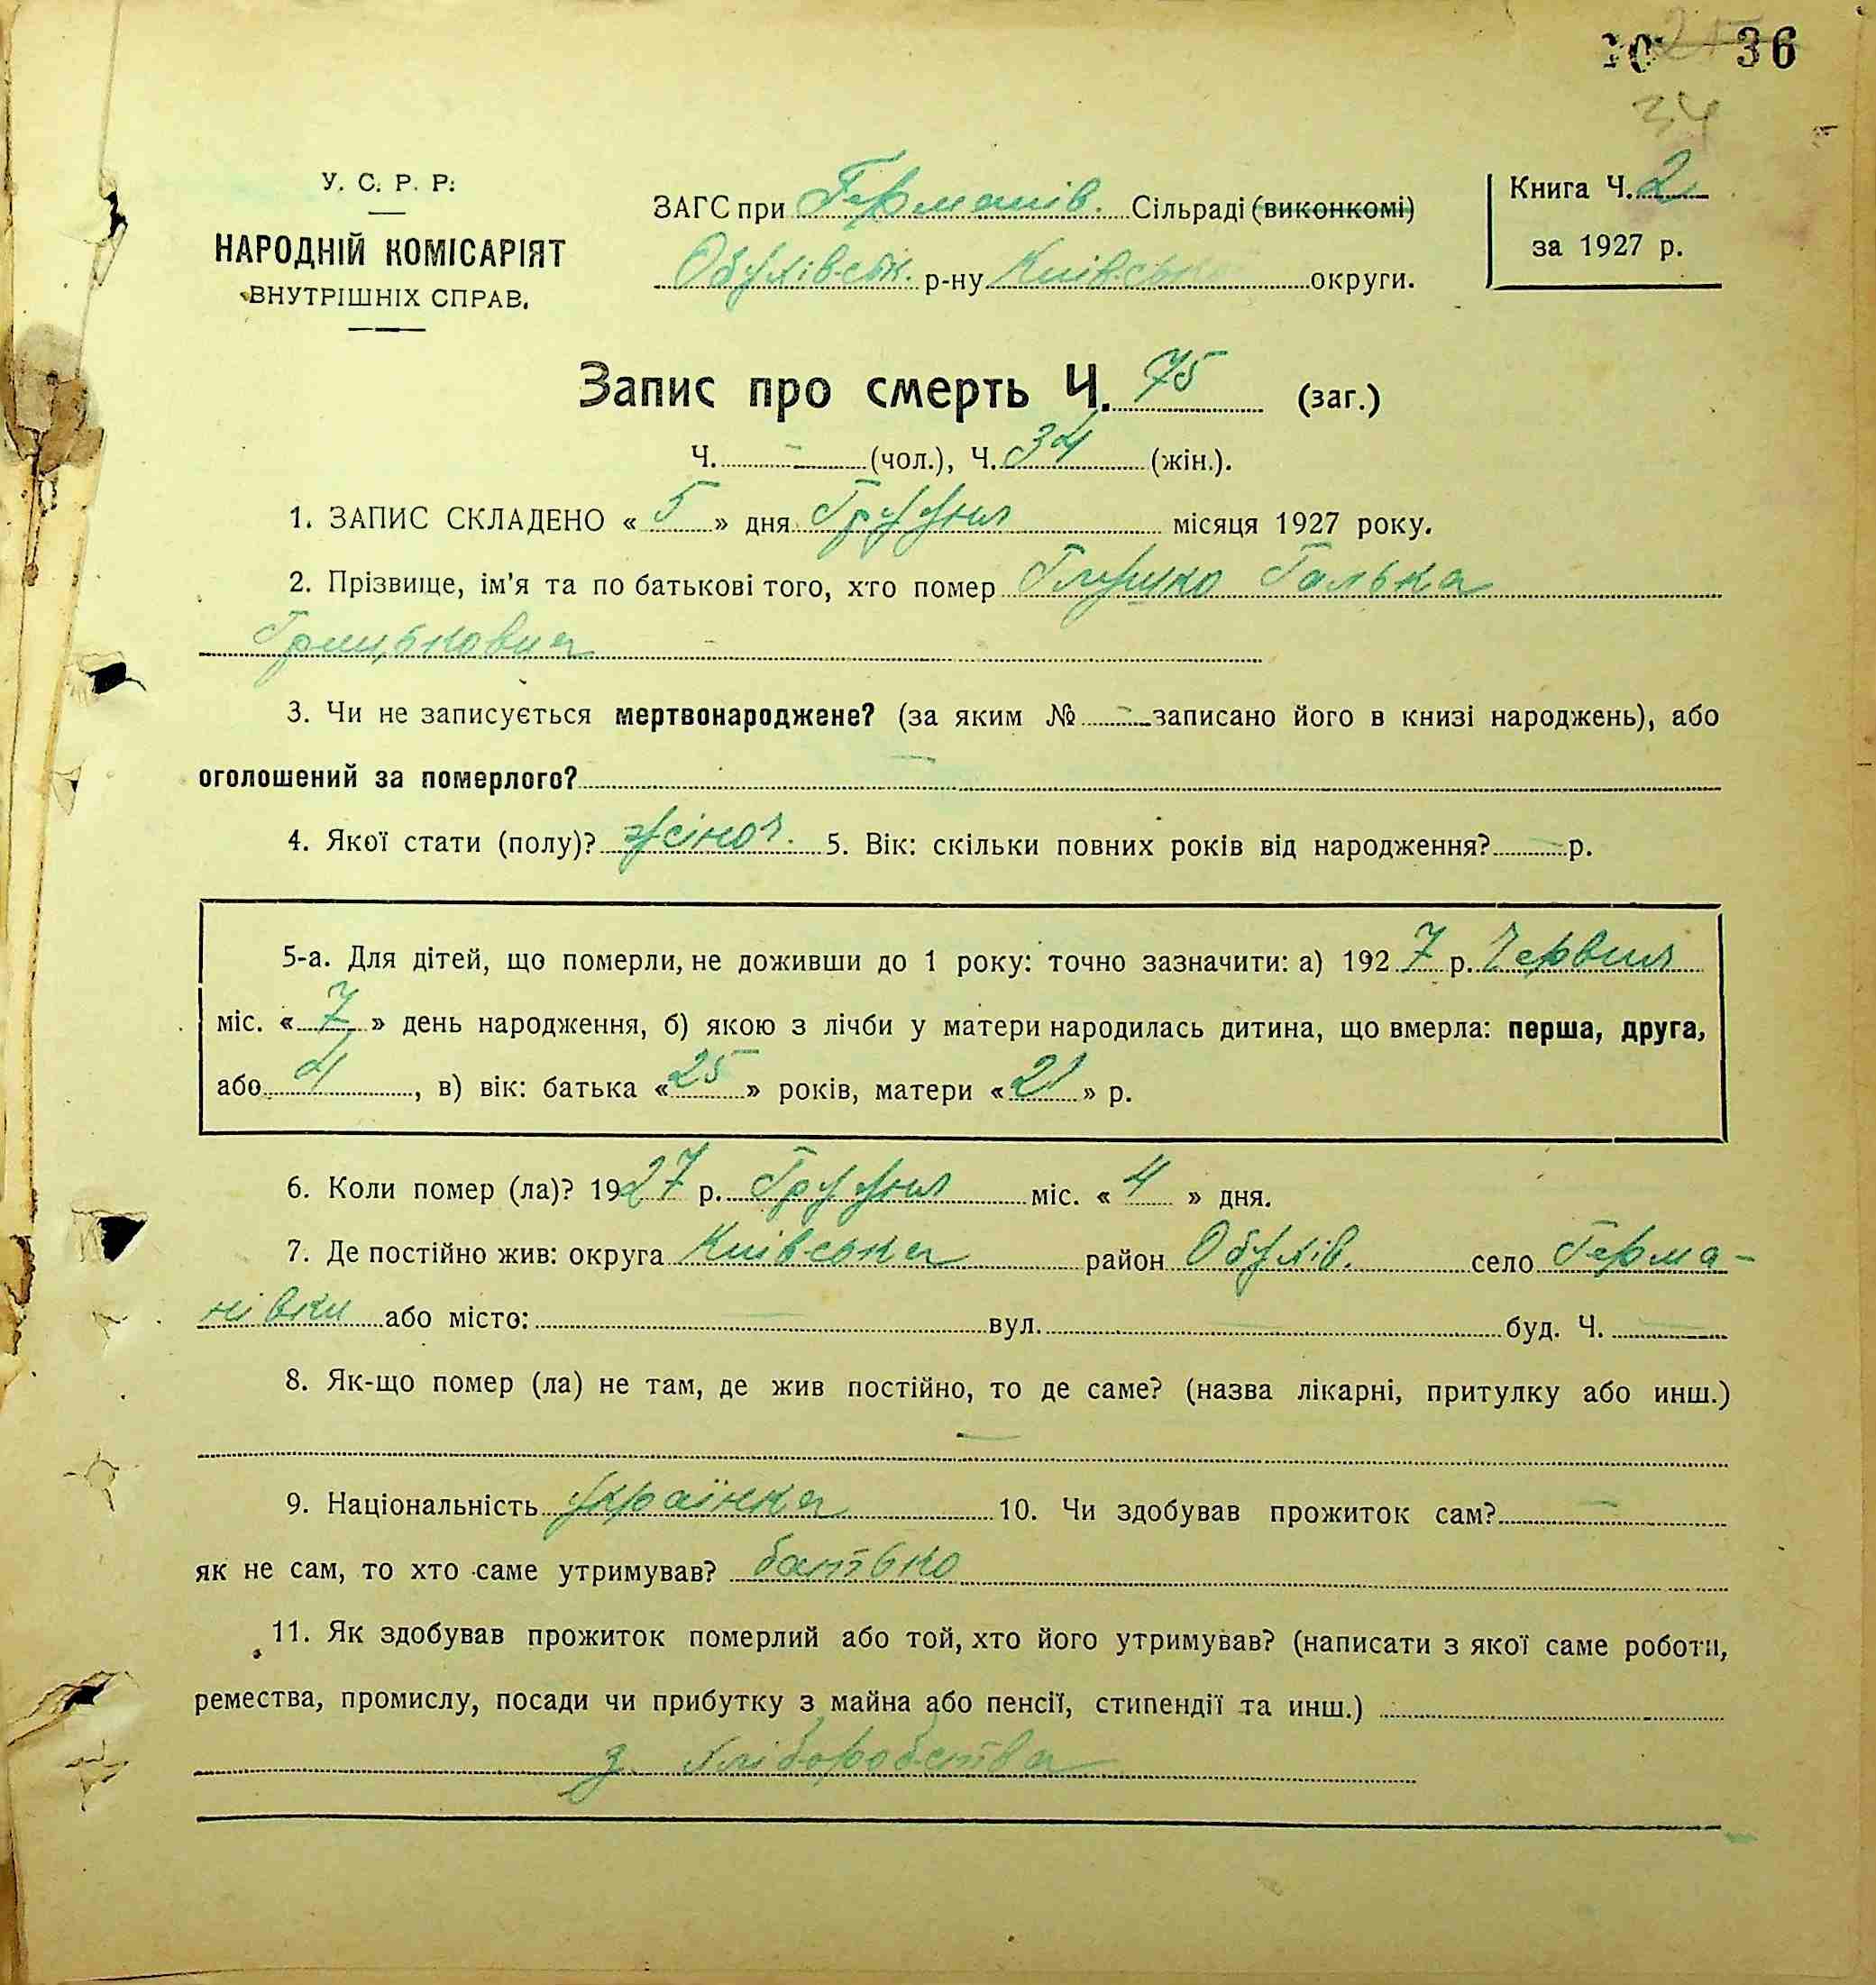 36
34
У. С. Р. Р.
НАРОДНІЙ КОМІСАРІЯТ
ВНУТРІШНІХ СПРАВ.
ЗАГС при Германів. Сільраді (виконкомі)
Обухівськ. р-ну Київсько округи.
Книга Ч. 2
за 1927 р.
Запис про смерть Ч. 75 (заг.)
Ч. - (чол.), Ч. 34 (жін.).
1. ЗАПИС СКЛАДЕНО « 5 » дня Грудня місяця 1927 року.
2. Прізвище, ім'я та по батькові того, хто помер Глушко Галька
Грицьковна
3. Чи не записується мертвонароджене? (за яким № - записано його в книзі народжень), або
оголошений за померлого? —
4. Якої стати (полу)? жіноч. 5. Вік: скільки повних років від народження? — р.
5-а. Для дітей, що померли, не доживши до 1 року: точно зазначити: а) 1927 р. Червня
міс. « 7 » день народження, б) якою з лічби у матери народилась дитина, що вмерла: перша, друга,
або 4, в) вік: батька « 25 » років, матери « 21 » р.
6. Коли помер (ла)? 1927 р. Грудня міс. « 4 » дня.
7. Де постійно жив: округа Київська район Обухів. село Герма-
нівки або місто: — вул. — буд. Ч. —
8. Як-що помер (ла) не там, де жив постійно, то де саме? (назва лікарні, притулку або инш.)
—
9. Національність українка 10. Чи здобував прожиток сам? —
як не сам, то хто саме утримував? батько
11. Як здобував прожиток померлий або той, хто його утримував? (написати з якої саме роботи,
ремества, промислу, посади чи прибутку з майна або пенсії, стипендії та инш.)
з хліборобства